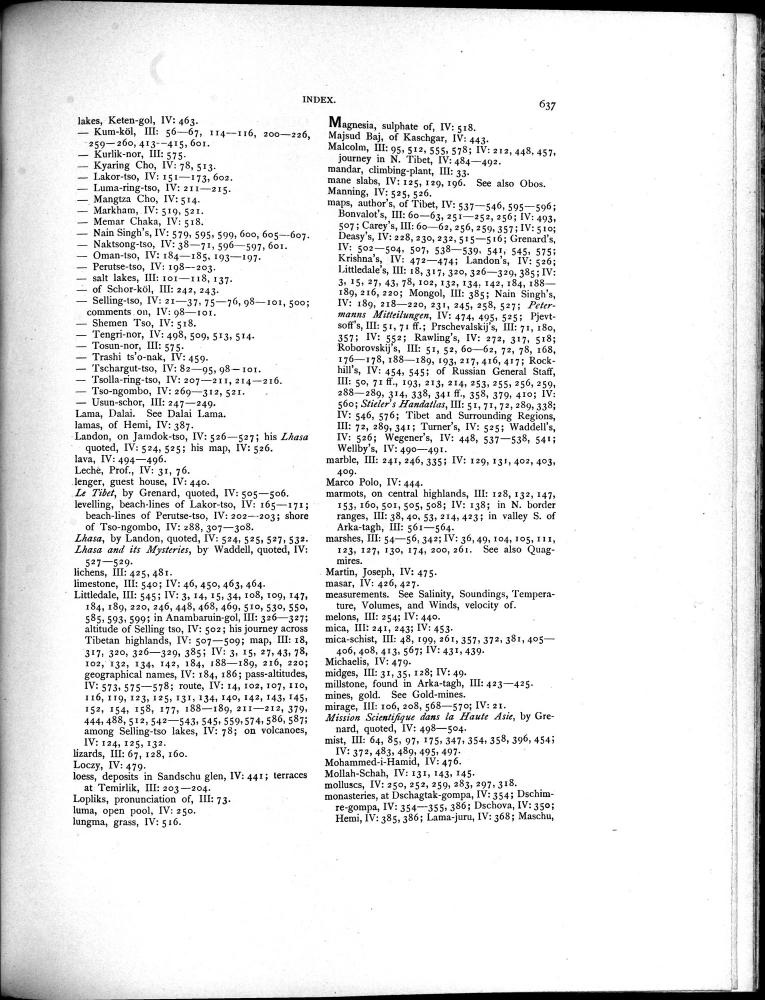 INDEX.
637
lakes, Keten-gol, IV: 463.
— Kum-köl, III: 56—67, 114—116, 200—226,
259—260, 413—415, 601.
— Kurlik-nor, III: 575.
— Kyaring Cho, IV: 78, 513.
— Lakor-tso, IV: 151—173, 602.
— Luma-ring-tso, IV: 211—215.
— Mangtza Cho, IV: 514.
— Markham, IV: 519, 521.
— Memar Chaka, IV: 518.
— Nain Singh's, IV: 579, 595, 599, 600, 605—607.
— Naktsong-tso, IV: 38—71, 596—597, 601.
— Oman-tso, IV: 184—185, 193—197.
— Perutse-tso, IV: 198—203.
— salt lakes, III: 101—118, 137.
— of Schor-köl, III: 242, 243.
— Selling-tso, IV: 21—37, 75—76, 98—101, 500;
comments on, IV: 98—101.
— Shemen Tso, IV: 518.
— Tengri-nor, IV: 498, 509, 513, 514.
— Tosun-nor, III: 575.
— Trashi ts'o-nak, IV: 459.
— Tschargut-tso, IV: 82—95, 98—101.
— Tsolla-ring-tso, IV: 207—211, 214—216.
— Tso-ngombo, IV: 269—312, 521.
— Usun-schor, III: 247—249.
Lama, Dalai. See Dalai Lama.
lamas, of Hemi, IV: 387.
Landon, on Jamdok-tso, IV: 526—527; his Lhasa
quoted, IV: 524, 525; his map, IV: 526.
lava, IV: 494—496.
Leche, Prof., IV: 31, 76.
lenger, guest house, IV: 440.
Le Tibet, by Grenard, quoted, IV: 505—506.
levelling, beach-lines of Lakor-tso, IV: 165—171;
beach-lines of Perutse-tso, IV: 202—203; shore
of Tso-ngombo, IV: 288, 307—308.
Lhasa, by Landon, quoted, IV: 524, 525, 527, 532.
Lhasa and its Mysteries, by Waddell, quoted, IV:
527—529.
lichens, III: 425, 481.
limestone, III: 540; IV: 46, 450, 463, 464.
Littledale, III: 545; IV: 3, 14, 15, 34, 108, 109, 147,
184, 189, 220, 246, 448, 468, 469, 510, 530, 550,
585, 593, 599; in Anambaruin-gol, III: 326—327;
altitude of Selling tso, IV: 502; his journey across
Tibetan highlands, IV: 507—509; map, III: 18,
317, 320, 326—329, 385; IV: 3, 15, 27, 43, 78,
102, 132, 134, 142, 184, 188—189, 216, 220;
geographical names, IV: 184, 186; pass-altitudes,
IV: 573, 575—578; route, IV: 14, 102, 107, 110,
116, 119, 123, 125, 131, 134, 140, 142, 143, 145,
152, 154, 158, 177, 188—189, 211—212, 379,
444, 488, 512, 542—543, 545, 559, 574, 586, 587;
among Selling-tso lakes, IV: 78; on volcanoes,
IV: 124, 125, 132.
lizards, III: 67, 128, 160.
Loczy, IV: 479.
loess, deposits in Sandschu glen, IV: 441; terraces
at Temirlik, III: 203—204.
Lopliks, pronunciation of, III: 73.
luma, open pool, IV: 250.
lungma, grass, IV: 516.
Magnesia, sulphate of, IV: 518.
Majsud Baj, of Kaschgar, IV: 443.
Malcolm, III: 95, 512, 555, 578; IV: 212, 448, 457,
journey in N. Tibet, IV: 484—492.
mandar, climbing-plant, III: 33.
mane slabs, IV: 125, 129, 196. See also Obos.
Manning, IV: 525, 526.
maps, author's, of Tibet, IV: 537—546, 595—596;
Bonvalot's, III: 60—63, 251—252, 256; IV: 493,
507; Carey's, III: 60—62, 256, 259, 357; IV: 510;
Deasy's, IV: 228, 230, 232, 515—516; Grenard's,
IV: 502—504, 507, 538—539, 541, 545, 575;
Krishna's, IV: 472—474; Landon's, IV: 526;
Littledale's, III: 18, 317, 320, 326—329, 385; IV:
3, 15, 27, 43, 78, 102, 132, 134, 142, 184, 188—
189, 216, 220; Mongol, III: 385; Nain Singh's,
IV: 189, 218—220, 231, 245, 258, 527; Peter-
manns Mitteilungen, IV: 474, 495, 525; Pjevt-
soff's, III: 51, 71 ff.; Prschevalskij's, III: 71, 180,
357; IV: 552; Rawling's, IV: 272, 317, 518;
Roborovskij's, III: 51, 52, 60—62, 72, 78, 168,
176—178, 188—189, 193, 217, 416, 417; Rock-
hill's, IV: 454, 545; of Russian General Staff,
III: 50, 71 ff., 193, 213, 214, 253, 255, 256, 259,
288—289, 314, 338, 341 ff., 358, 379, 410; IV:
560; Stieler's Handatlas, III: 51, 71, 72, 289, 338;
IV: 546, 576; Tibet and Surrounding Regions,
III: 72, 289, 341; Turner's, IV: 525; Waddell's,
IV: 526; Wegener's, IV: 448, 537—538, 541;
Wellby's, IV: 490—491.
marble, III: 241, 246, 335; IV: 129, 131, 402, 403,
409.
Marco Polo, IV: 444.
marmots, on central highlands, III: 128, 132, 147,
153, 160, 501, 505, 508; IV: 138; in N. border
ranges, III: 38, 40, 53, 214, 423; in valley S. of
Arka-tagh, III: 561—564.
marshes, III: 54—56, 342; IV: 36, 49, 104, 105, 111,
123, 127, 130, 174, 200, 261. See also Quag-
mires.
Martin, Joseph, IV: 475.
masar, IV: 426, 427.
measurements. See Salinity, Soundings, Tempera-
ture, Volumes, and Winds, velocity of.
melons, III: 254; IV: 440.
mica, III: 241, 243; IV: 453.
mica-schist, III: 48, 199, 261, 357, 372, 381, 405—
406, 408, 413, 567; IV: 431, 439.
Michaelis, IV: 479.
midges, III: 31, 35, 128; IV: 49.
millstone, found in Arka-tagh, III: 423—425.
mines, gold. See Gold-mines.
mirage, III: 106, 208, 568—570; IV: 21.
Mission Scientifique dans la Haute Asie, by Gre-
nard, quoted, IV: 498—504.
mist, III: 64, 85, 97, 175, 347, 354, 358, 396, 454;
IV: 372, 483, 489, 495, 497.
Mohammed-i-Hamid, IV: 476.
Mollah-Schah, IV: 131, 143, 145.
molluscs, IV: 250, 252, 259, 283, 297, 318.
monasteries, at Dschagtak-gompa, IV: 354; Dschim-
re-gompa, IV: 354—355, 386; Dschova, IV: 350;
Hemi, IV: 385, 386; Lama-juru, IV: 368; Maschu,